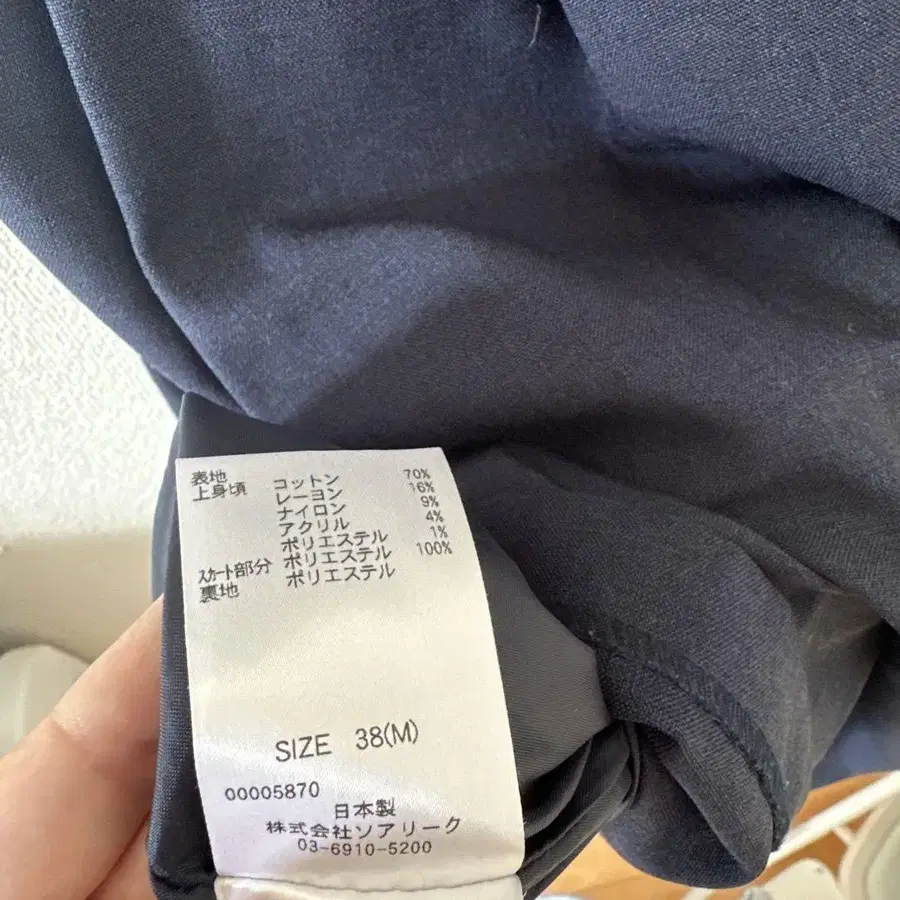 表地
上身頃 コットン 70%
レーヨン 16%
ナイロン 9%
アクリル 4%
ポリエステル 1%
スカート部分 ポリエステル 100%
裏地 ポリエステル
SIZE 38(M)
00005870
日本製
株式会社ソアリーク
03-6910-5200